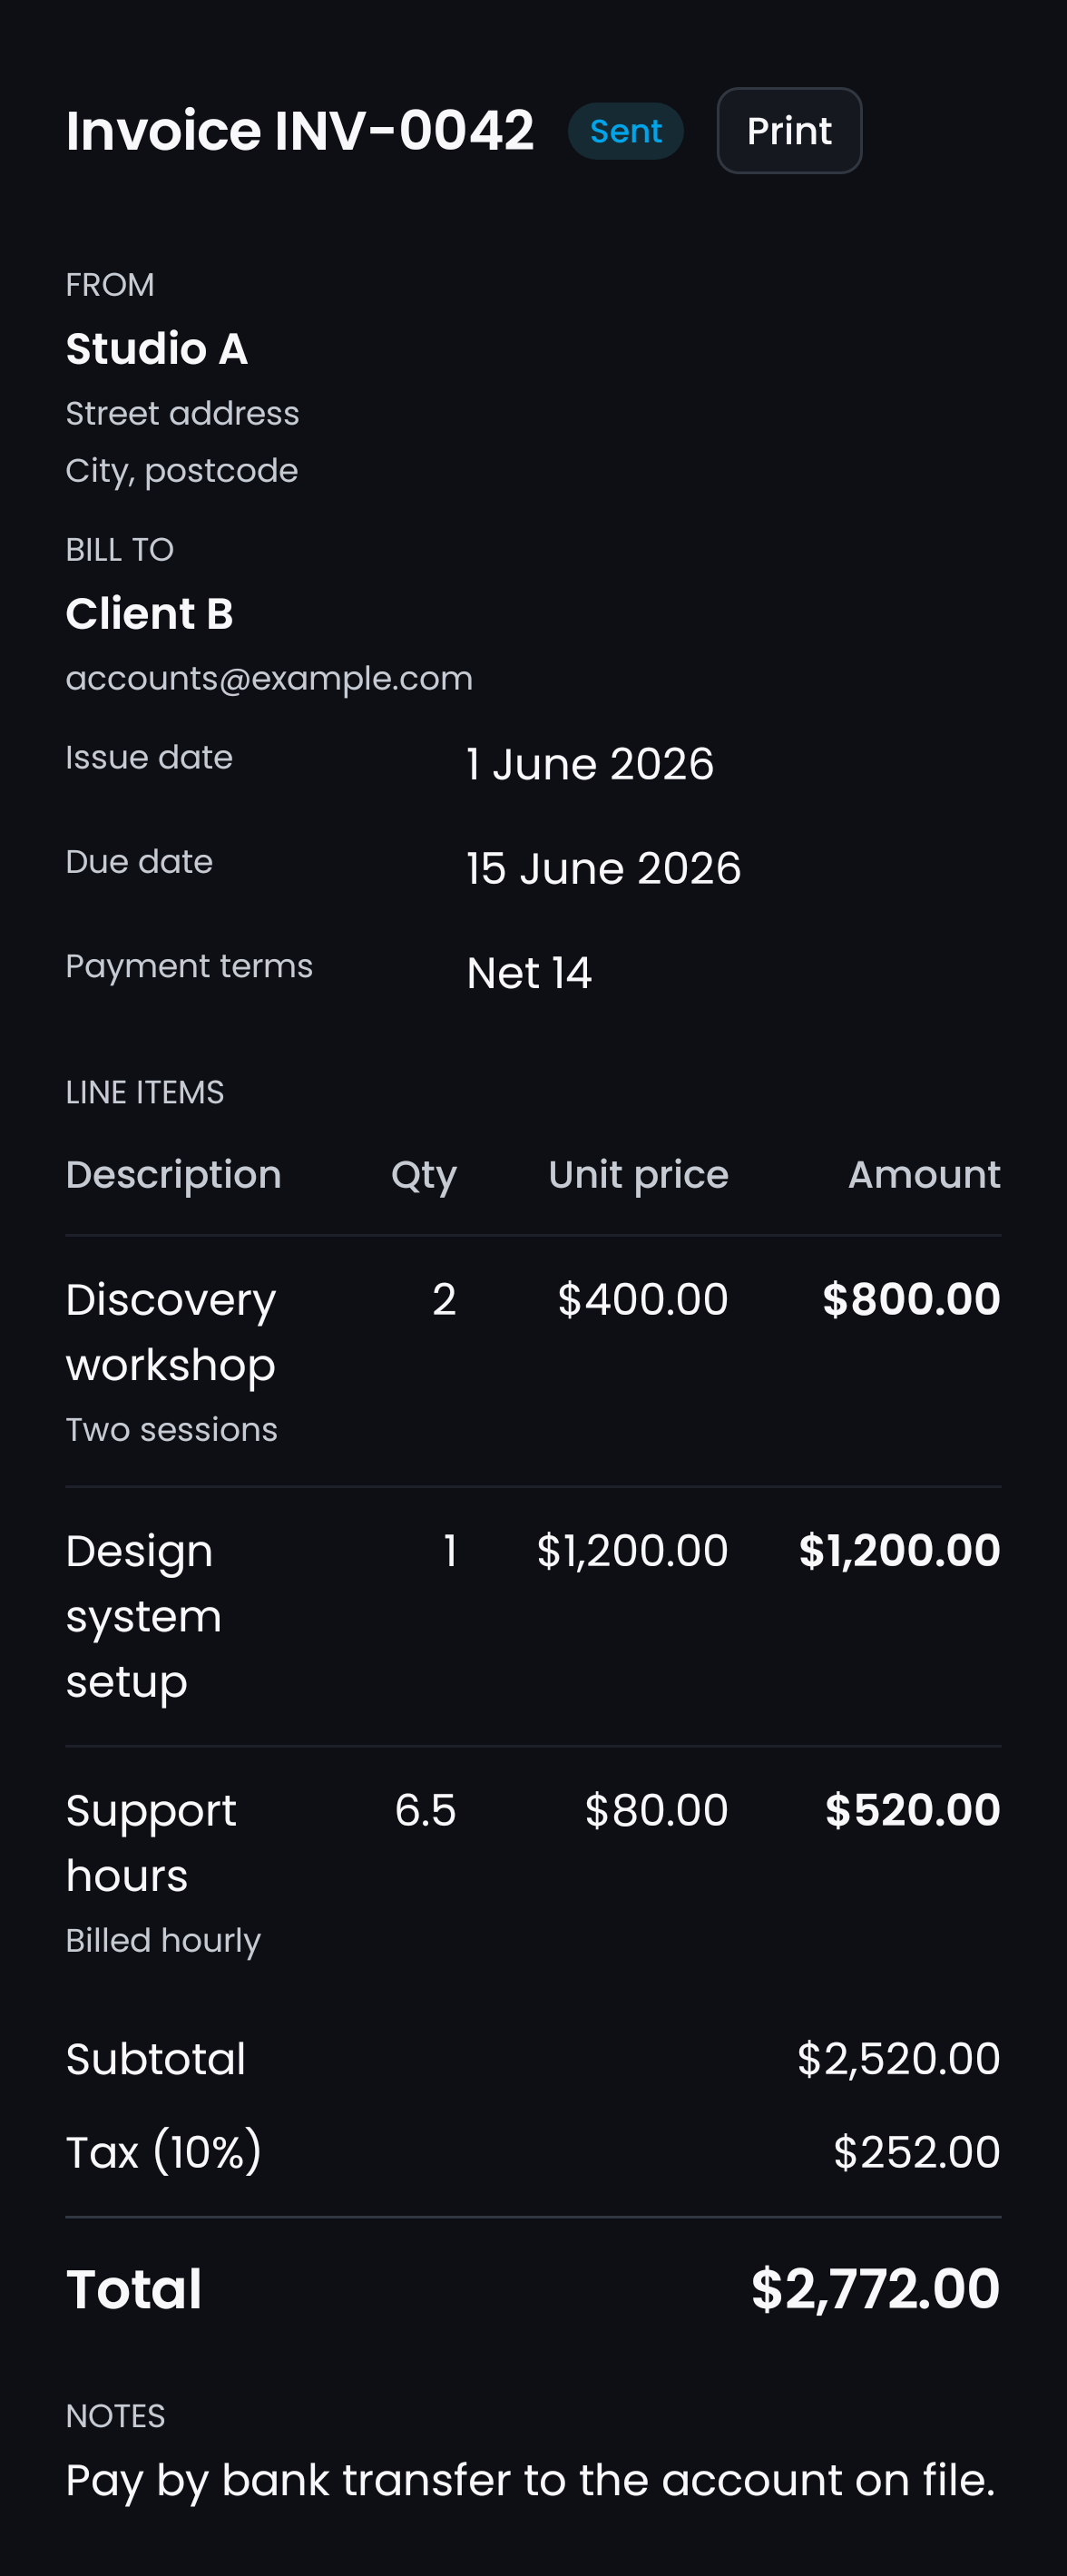 Invoice INV-0042 Sent Print
FROM
Studio A
Street address
City, postcode
BILL TO
Client B
accounts@example.com
Issue date 1 June 2026
Due date 15 June 2026
Payment terms Net 14
LINE ITEMS
Description Qty Unit price Amount
Discovery 2 $400.00 $800.00
workshop
Two sessions
Design 1 $1,200.00 $1,200.00
system
setup
Support 6.5 $80.00 $520.00
hours
Billed hourly
Subtotal $2,520.00
Tax (10%) $252.00
Total $2,772.00
NOTES
Pay by bank transfer to the account on file.